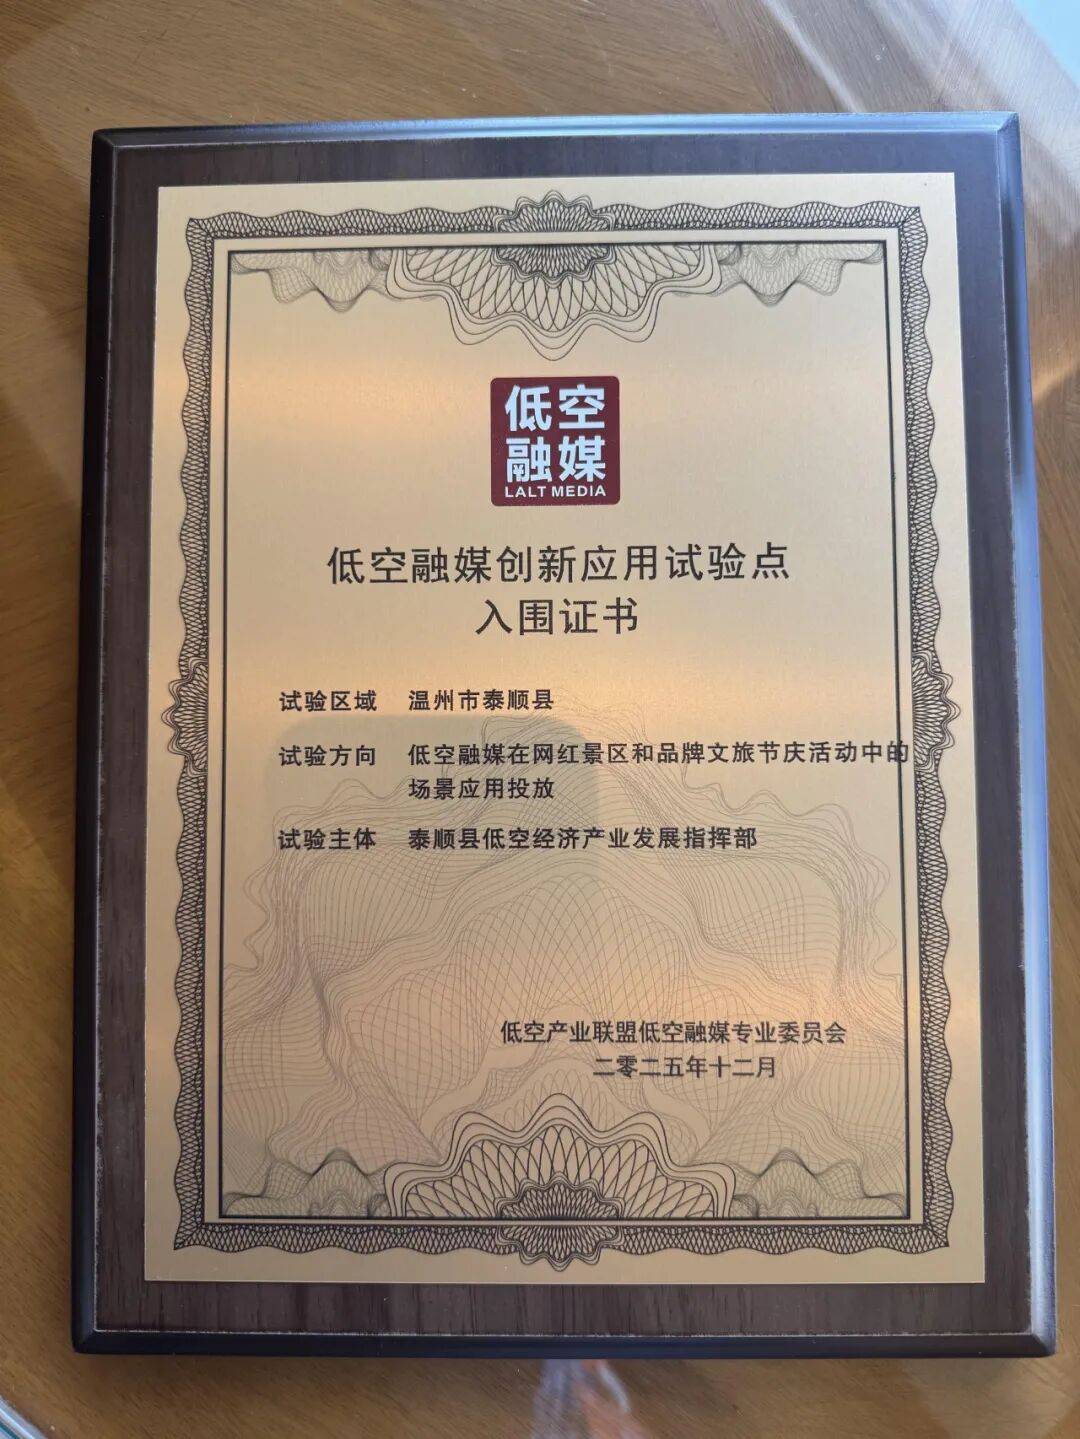 低空
融媒
LALT MEDIA
低空融媒创新应用试验点
入围证书
试验区域 温州市泰顺县
试验方向 低空融媒在网红景区和品牌文旅节庆活动中的
场景应用投放
试验主体 泰顺县低空经济产业发展指挥部
低空产业联盟低空融媒专业委员会
二零二五年十二月